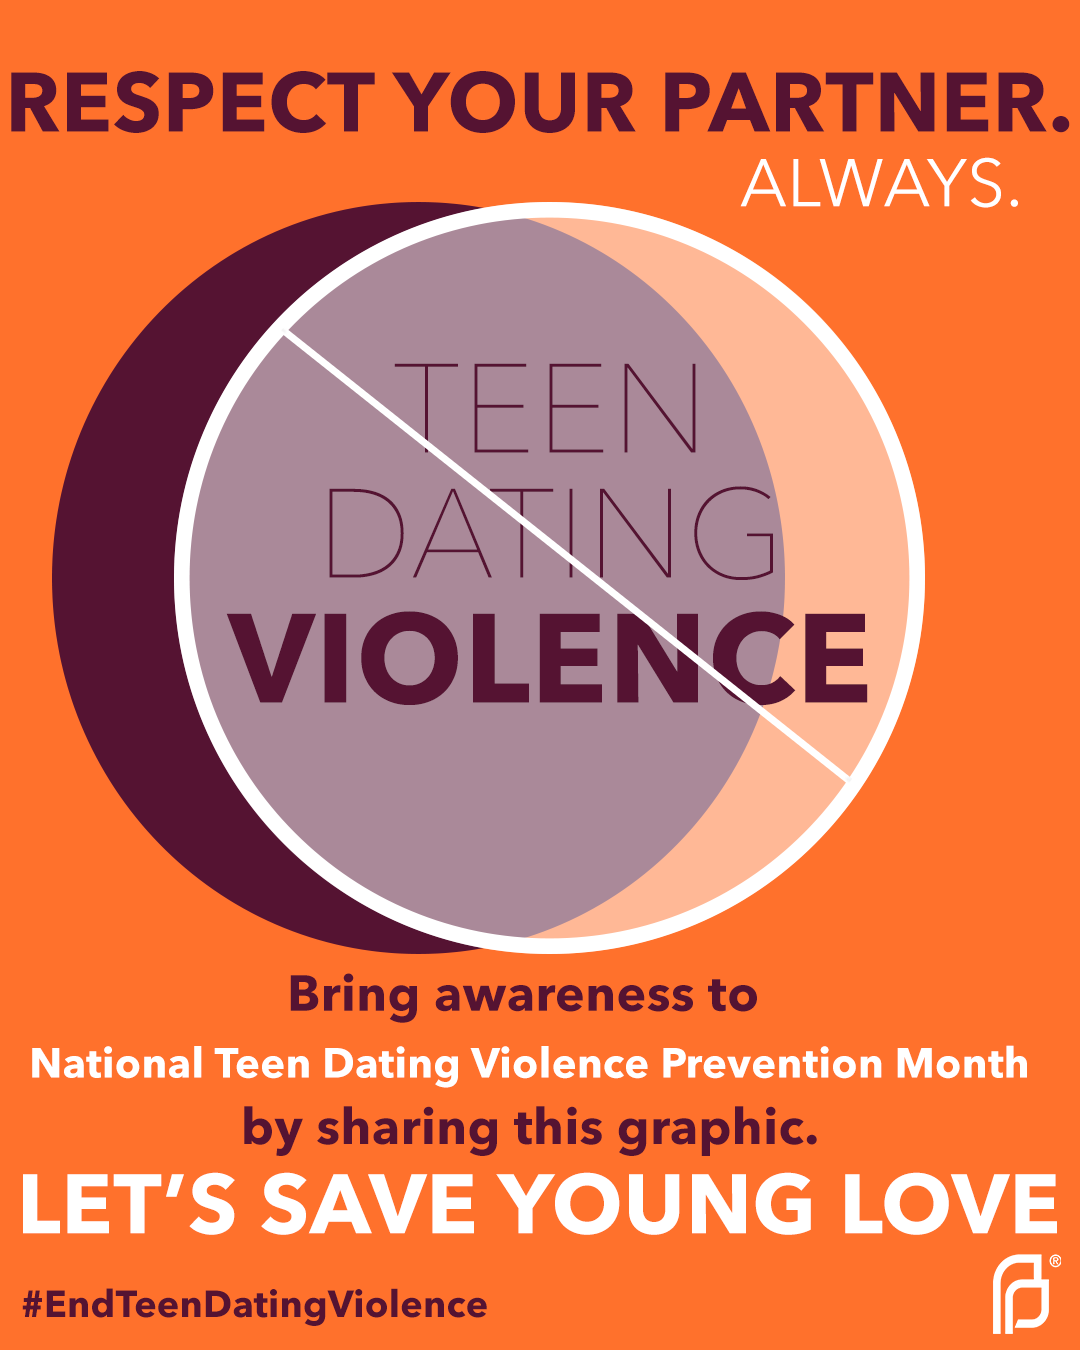 RESPECT YOUR PARTNER.
ALWAYS.
TEEN
DATING
VIOLENCE
Bring awareness to
National Teen Dating Violence Prevention Month
by sharing this graphic.
LET’S SAVE YOUNG LOVE
#EndTeenDatingViolence
®